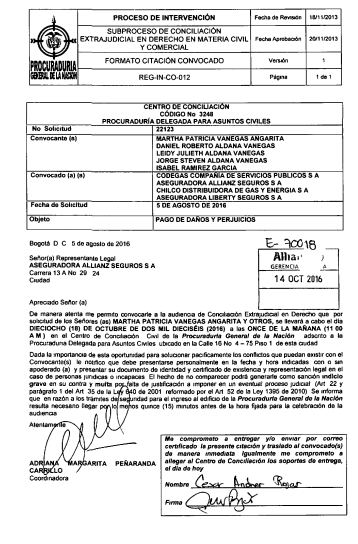 PROCESO DE INTERVENCIÓN
Fecha de Revisión 18/11/2013
SUBPROCESO DE CONCILIACIÓN
EXTRAJUDICIAL EN DERECHO EN MATERIA CIVIL
Y COMERCIAL
Fecha Aprobación 20/11/2013
FORMATO CITACIÓN CONVOCADO
Versión 1
REG-IN-CO-012
Página 1 de 1
PROCURADURIA
GENERAL DE LA NACION
CENTRO DE CONCILIACIÓN
CÓDIGO No 3248
PROCURADURÍA DELEGADA PARA ASUNTOS CIVILES
No Solicitud 22123
Convocante (s) MARTHA PATRICIA VANEGAS ANGARITA
DANIEL ROBERTO ALDANA VANEGAS
LEIDY JULIETH ALDANA VANEGAS
JORGE STEVEN ALDANA VANEGAS
ISABEL RAMIREZ GARCIA
Convocado (a) (s) CODEGAS COMPAÑIA DE SERVICIOS PUBLICOS S A
ASEGURADORA ALLIANZ SEGUROS S A
CHILCO DISTRIBUIDORA DE GAS Y ENERGIA S A
ASEGURADORA LIBERTY SEGUROS S A
Fecha de Solicitud 5 DE AGOSTO DE 2016
Objeto PAGO DE DAÑOS Y PERJUICIOS
Bogotá D C 5 de agosto de 2016
E-70018
Señor(a) Representante Legal
ASEGURADORA ALLIANZ SEGUROS S A
Carrera 13 A No 29 24
Ciudad
Allia
GERENCIA A
14 OCT 2016
Apreciado Señor (a)
De manera atenta me permito convocarle a la audiencia de Conciliación Extrajudicial en Derecho que por
solicitud de los Señores (as) MARTHA PATRICIA VANEGAS ANGARITA Y OTROS, se llevará a cabo el día
DIECIOCHO (18) DE OCTUBRE DE DOS MIL DIECISÉIS (2016) a las ONCE DE LA MAÑANA (11 00
A M) en el Centro de Conciliación Civil de la Procuraduría General de la Nación adscrito a la
Procuraduría Delegada para Asuntos Civiles ubicado en la Calle 16 No 4 – 75 Piso 1 de esta ciudad
Dada la importancia de esta oportunidad para solucionar pacíficamente los conflictos que puedan existir con el
Convocante le notifico que debe presentarse personalmente en la fecha y hora indicadas con o sin
apoderado (a) y presentar su documento de identidad y certificado de existencia y representación legal en el
caso de personas jurídicas o incapaces El hecho de no comparecer podrá generarle como sanción indicio
grave en su contra y multa por falta de justificación a imponer en un eventual proceso judicial (Art 22 y
parágrafo 1 del Art 35 de la Ley 640 de 2001 reformado por el Art 52 de la Ley 1395 de 2010) Se informa
que en razón a los trámites de seguridad para el ingreso al edificio de la Procuraduría General de la Nación
resulta necesario llegar por lo menos quince (15) minutos antes de la hora fijada para la celebración de la
audiencia
Atentamente
ADRIANA MARGARITA PEÑARANDA
CARRILLO
Coordinadora
Me comprometo a entregar y/o enviar por correo
certificado la presente citación y traslado al convocado(s)
de manera inmediata Igualmente me comprometo a
allegar al Centro de Conciliación los soportes de entrega,
el día de hoy
Nombre Cesar Andres Rojas
Firma